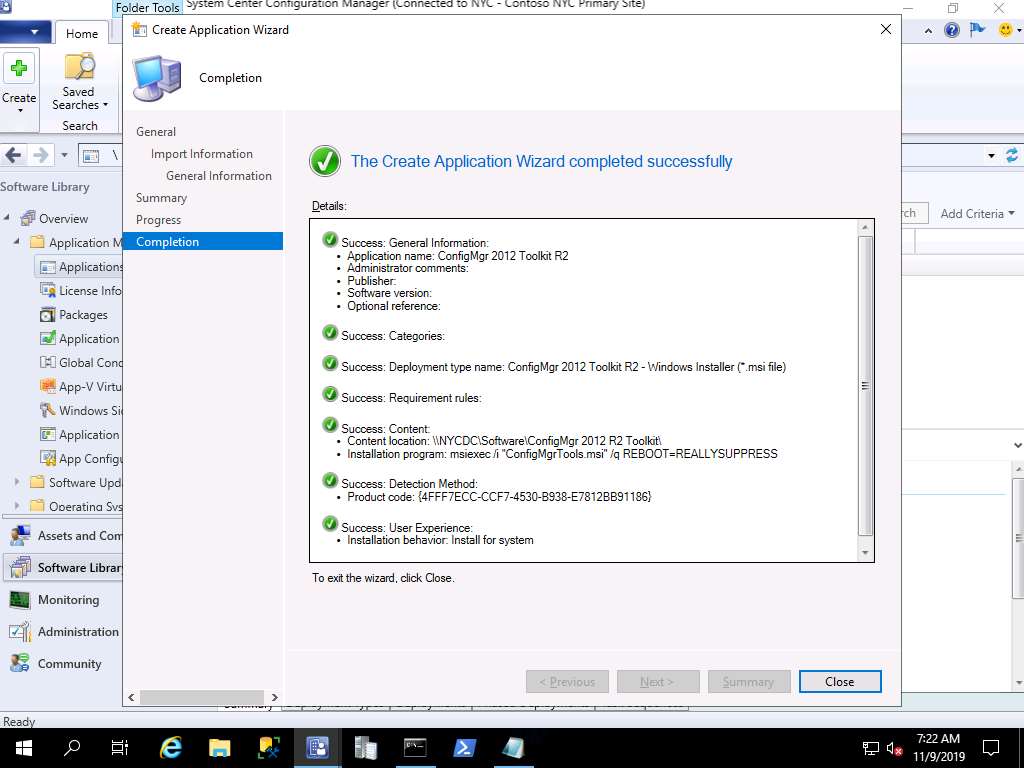 Folder Tools
System Center Configuration Manager (Connected to NYC - Contoso NYC Primary Site)
Home
Create
Saved
Searches
Search
\
Software Library
Overview
Application M
Applications
License Info
Packages
Application
Global Cond
App-V Virtu
Windows Si
Application
App Configu
Software Upd
Operating Sys
Assets and Com
Software Librar
Monitoring
Administration
Community
Ready
Create Application Wizard
Completion
General
Import Information
General Information
Summary
Progress
Completion
The Create Application Wizard completed successfully
Details:
Success: General Information:
• Application name: ConfigMgr 2012 Toolkit R2
• Administrator comments:
• Publisher:
• Software version:
• Optional reference:
Success: Categories:
Success: Deployment type name: ConfigMgr 2012 Toolkit R2 - Windows Installer (*.msi file)
Success: Requirement rules:
Success: Content:
• Content location: \\NYCDC\Software\ConfigMgr 2012 R2 Toolkit\
• Installation program: msiexec /i "ConfigMgrTools.msi" /q REBOOT=REALLYSUPPRESS
Success: Detection Method:
• Product code: {4FFF7ECC-CCF7-4530-B938-E7812BB91186}
Success: User Experience:
• Installation behavior: Install for system
To exit the wizard, click Close.
< Previous
Next >
Summary
Close
rch
Add Criteria
7:22 AM
11/9/2019